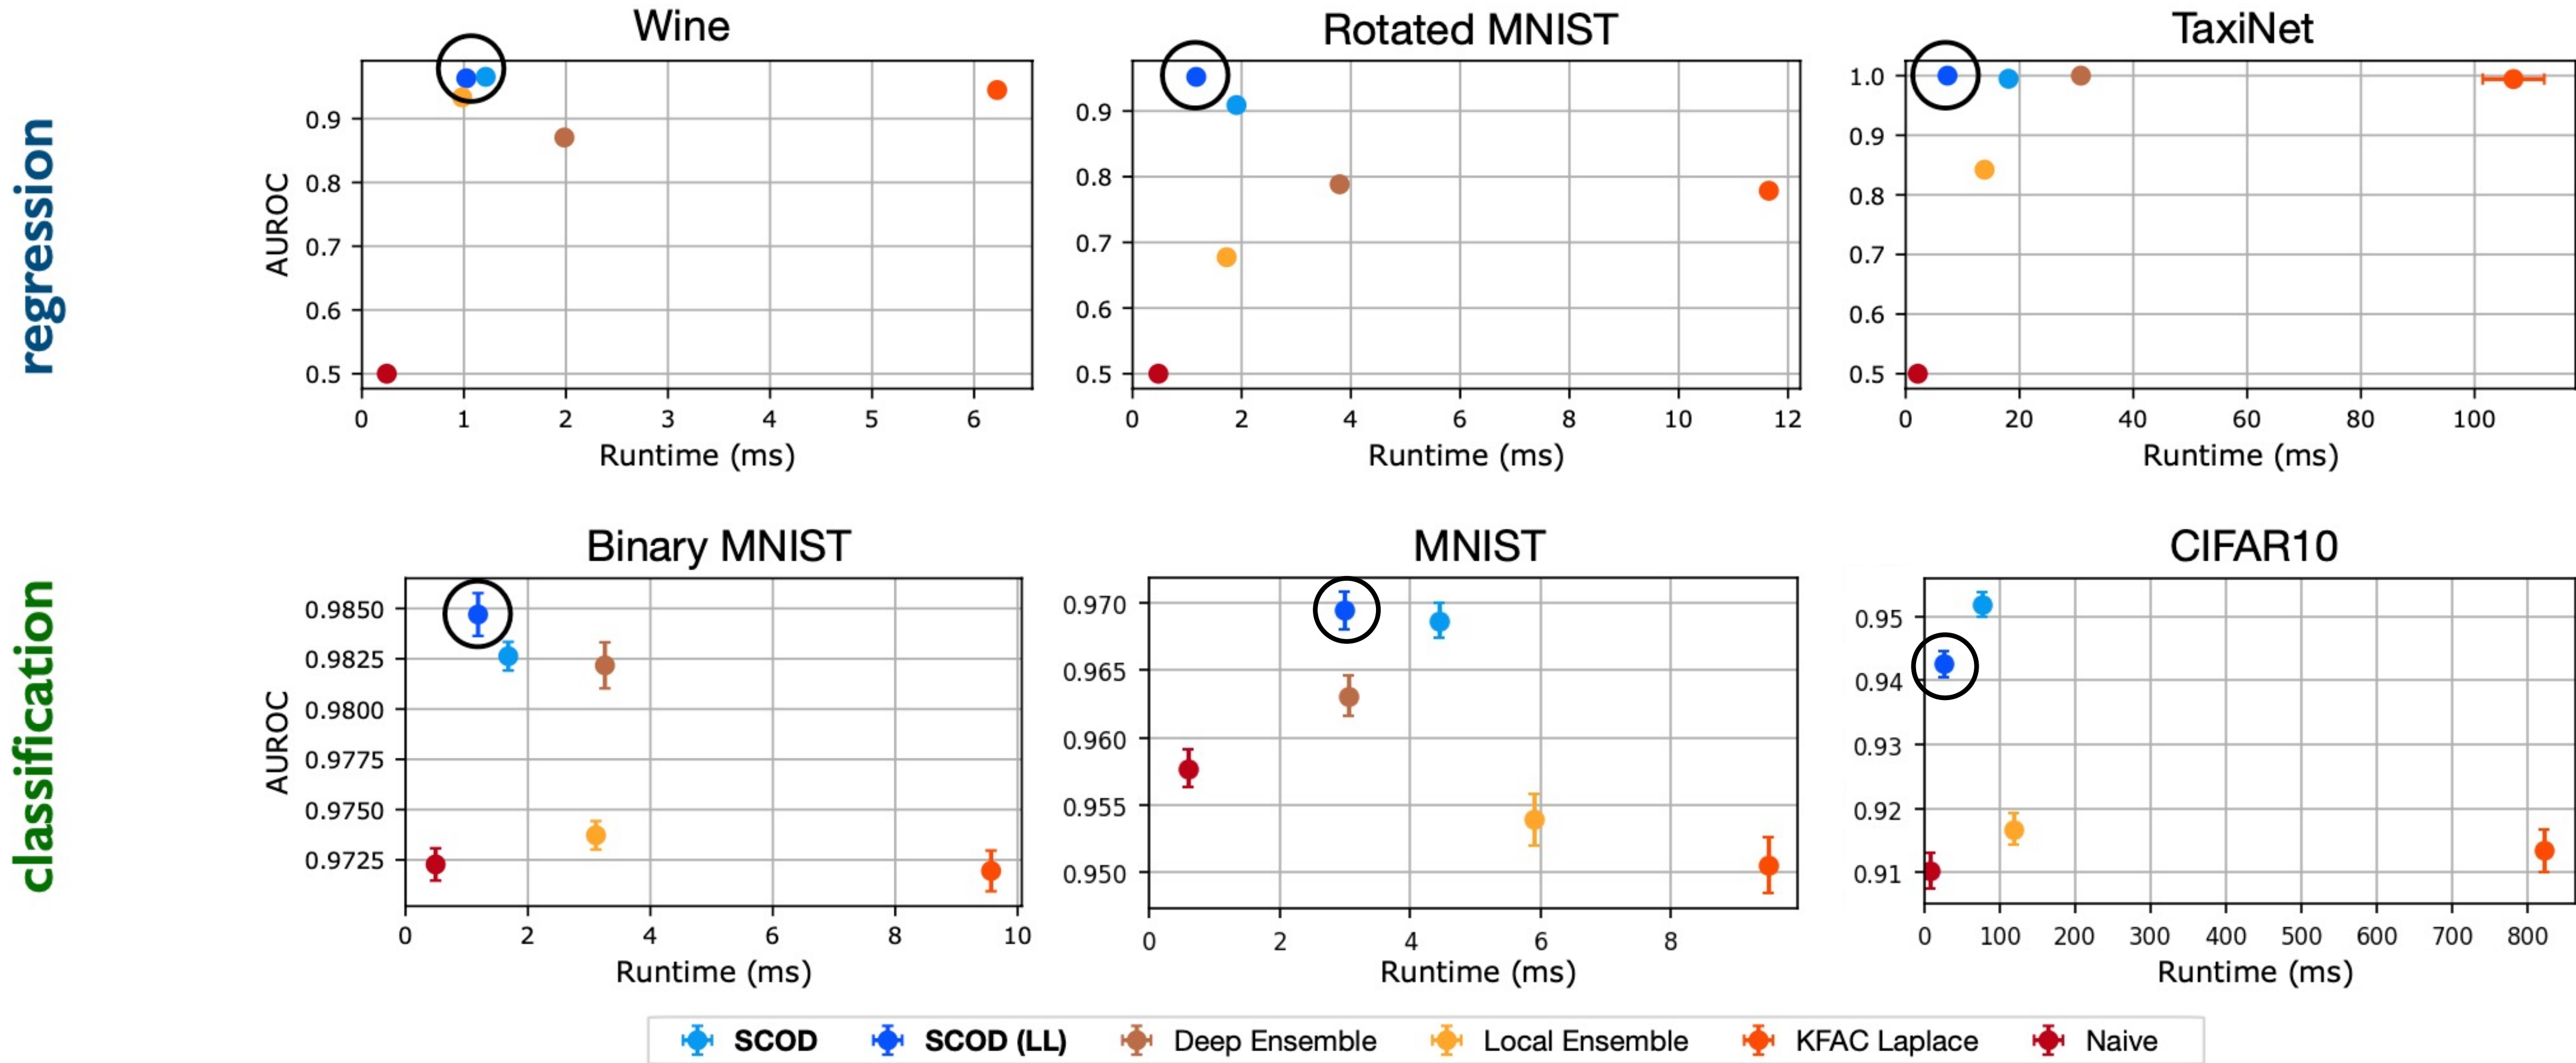 regression
Wine
AUROC
0.9
0.8
0.7
0.6
0.5
0 1 2 3 4 5 6
Runtime (ms)
Rotated MNIST
0.9
0.8
0.7
0.6
0.5
0 2 4 6 8 10 12
Runtime (ms)
TaxiNet
1.0
0.9
0.8
0.7
0.6
0.5
0 20 40 60 80 100
Runtime (ms)
classification
Binary MNIST
AUROC
0.9850
0.9825
0.9800
0.9775
0.9750
0.9725
0 2 4 6 8 10
Runtime (ms)
MNIST
0.970
0.965
0.960
0.955
0.950
0 2 4 6 8
Runtime (ms)
CIFAR10
0.95
0.94
0.93
0.92
0.91
0 100 200 300 400 500 600 700 800
Runtime (ms)
SCOD SCOD (LL) Deep Ensemble Local Ensemble KFAC Laplace Naive